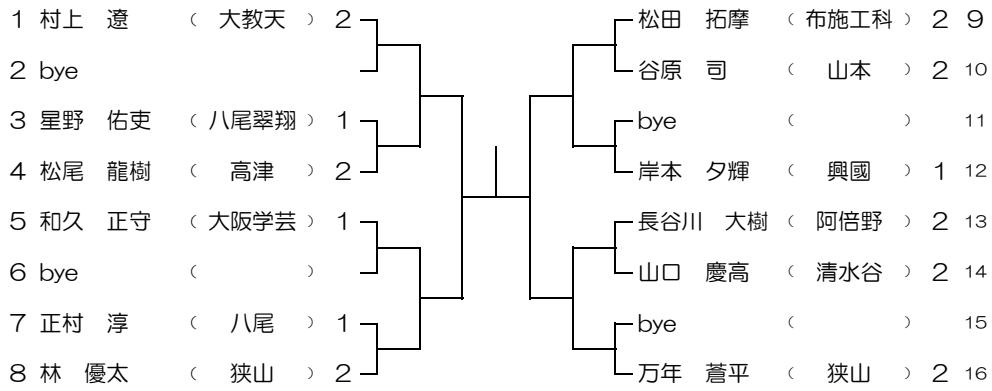 1 村上 遼 （ 大教天 ） 2
2 bye
3 星野 佑吏 （ 八尾翠翔 ） 1
4 松尾 龍樹 （ 高津 ） 2
5 和久 正守 （ 大阪学芸 ） 1
6 bye （ ）
7 正村 淳 （ 八尾 ） 1
8 林 優太 （ 狭山 ） 2
松田 拓摩 （ 布施工科 ） 2 9
谷原 司 （ 山本 ） 2 10
bye （ ） 11
岸本 夕輝 （ 興國 ） 1 12
長谷川 大樹 （ 阿倍野 ） 2 13
山口 慶高 （ 清水谷 ） 2 14
bye （ ） 15
万年 蒼平 （ 狭山 ） 2 16